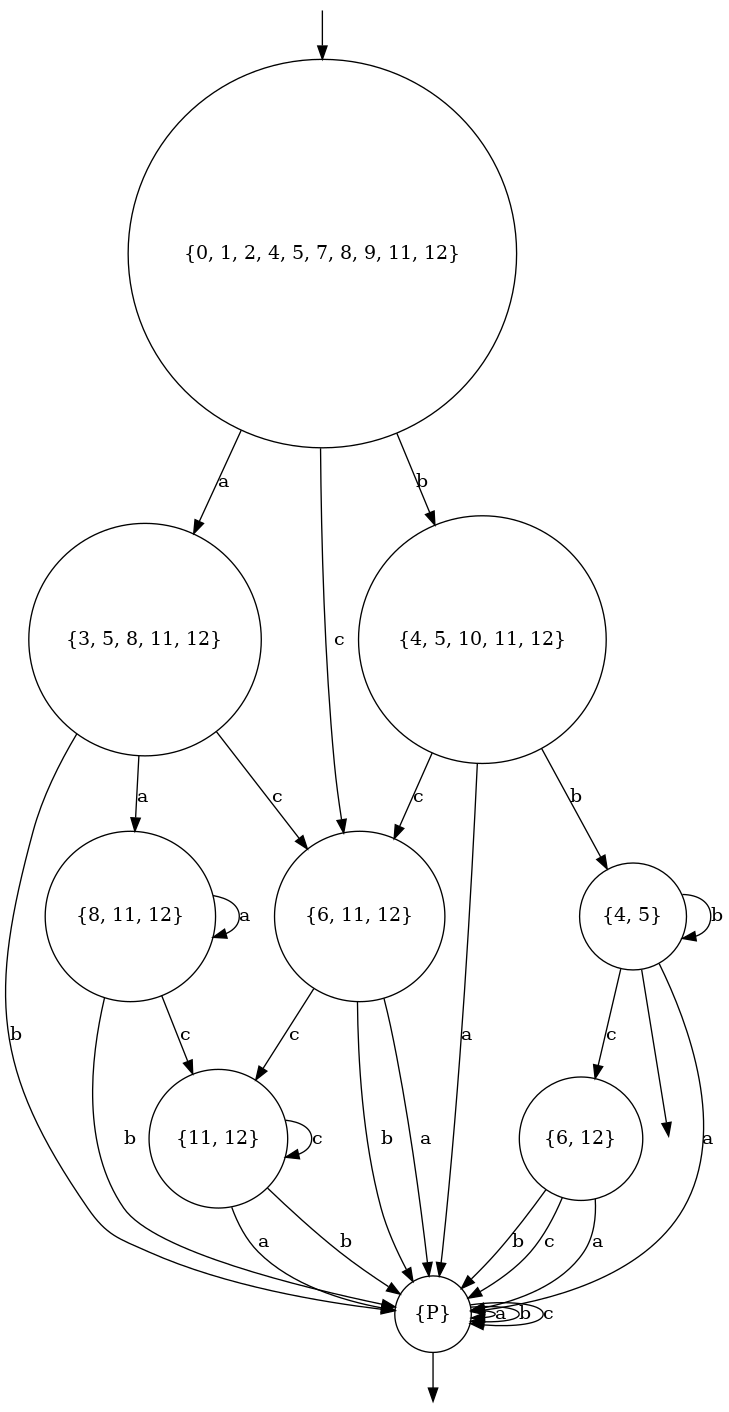 {0, 1, 2, 4, 5, 7, 8, 9, 11, 12}
a
b
c
{3, 5, 8, 11, 12}
{4, 5, 10, 11, 12}
a
c
c
b
{8, 11, 12}
a
{6, 11, 12}
{4, 5}
b
b
c
c
a
c
b
b
a
a
{11, 12}
c
{6, 12}
a
b
b
c
a
{P}
a
b
c